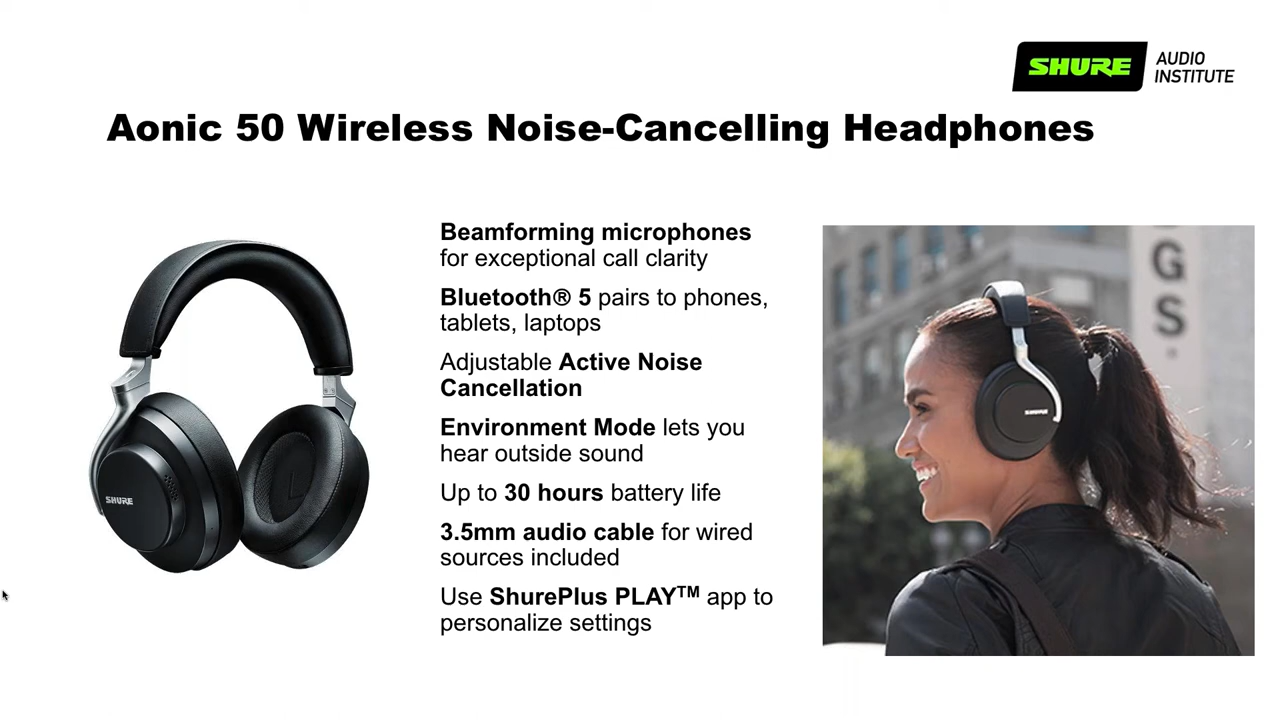 SHURE AUDIO
INSTITUTE
Aonic 50 Wireless Noise-Cancelling Headphones
Beamforming microphones
for exceptional call clarity
Bluetooth® 5 pairs to phones,
tablets, laptops
Adjustable Active Noise
Cancellation
Environment Mode lets you
hear outside sound
Up to 30 hours battery life
3.5mm audio cable for wired
sources included
Use ShurePlus PLAY™ app to
personalize settings
SHURE
L
GS.
SHURE